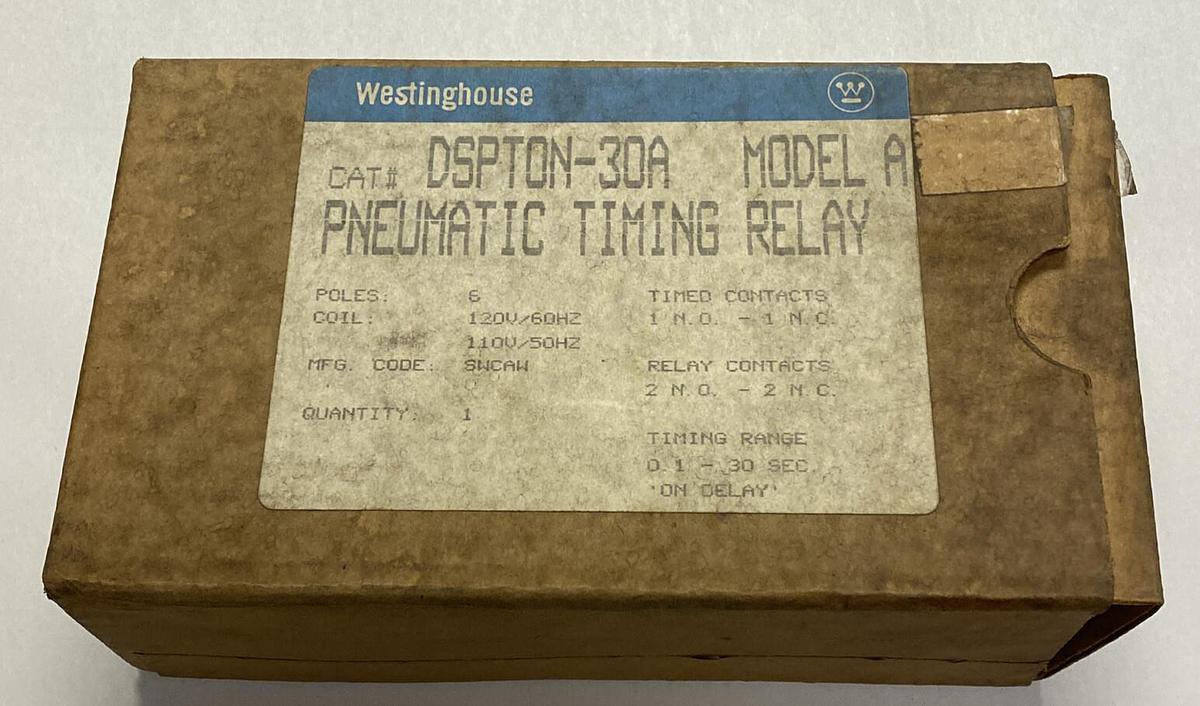 Westinghouse
CAT# DSPTON-30A MODEL A
PNEUMATIC TIMING RELAY
POLES: 6
COIL: 120V/60HZ
110V/50HZ
MFG. CODE: SWCAW
QUANTITY: 1
TIMED CONTACTS
1 N.O. - 1 N.C.
RELAY CONTACTS
2 N.O. - 2 N.C.
TIMING RANGE
0.1 - 30 SEC.
'ON DELAY'